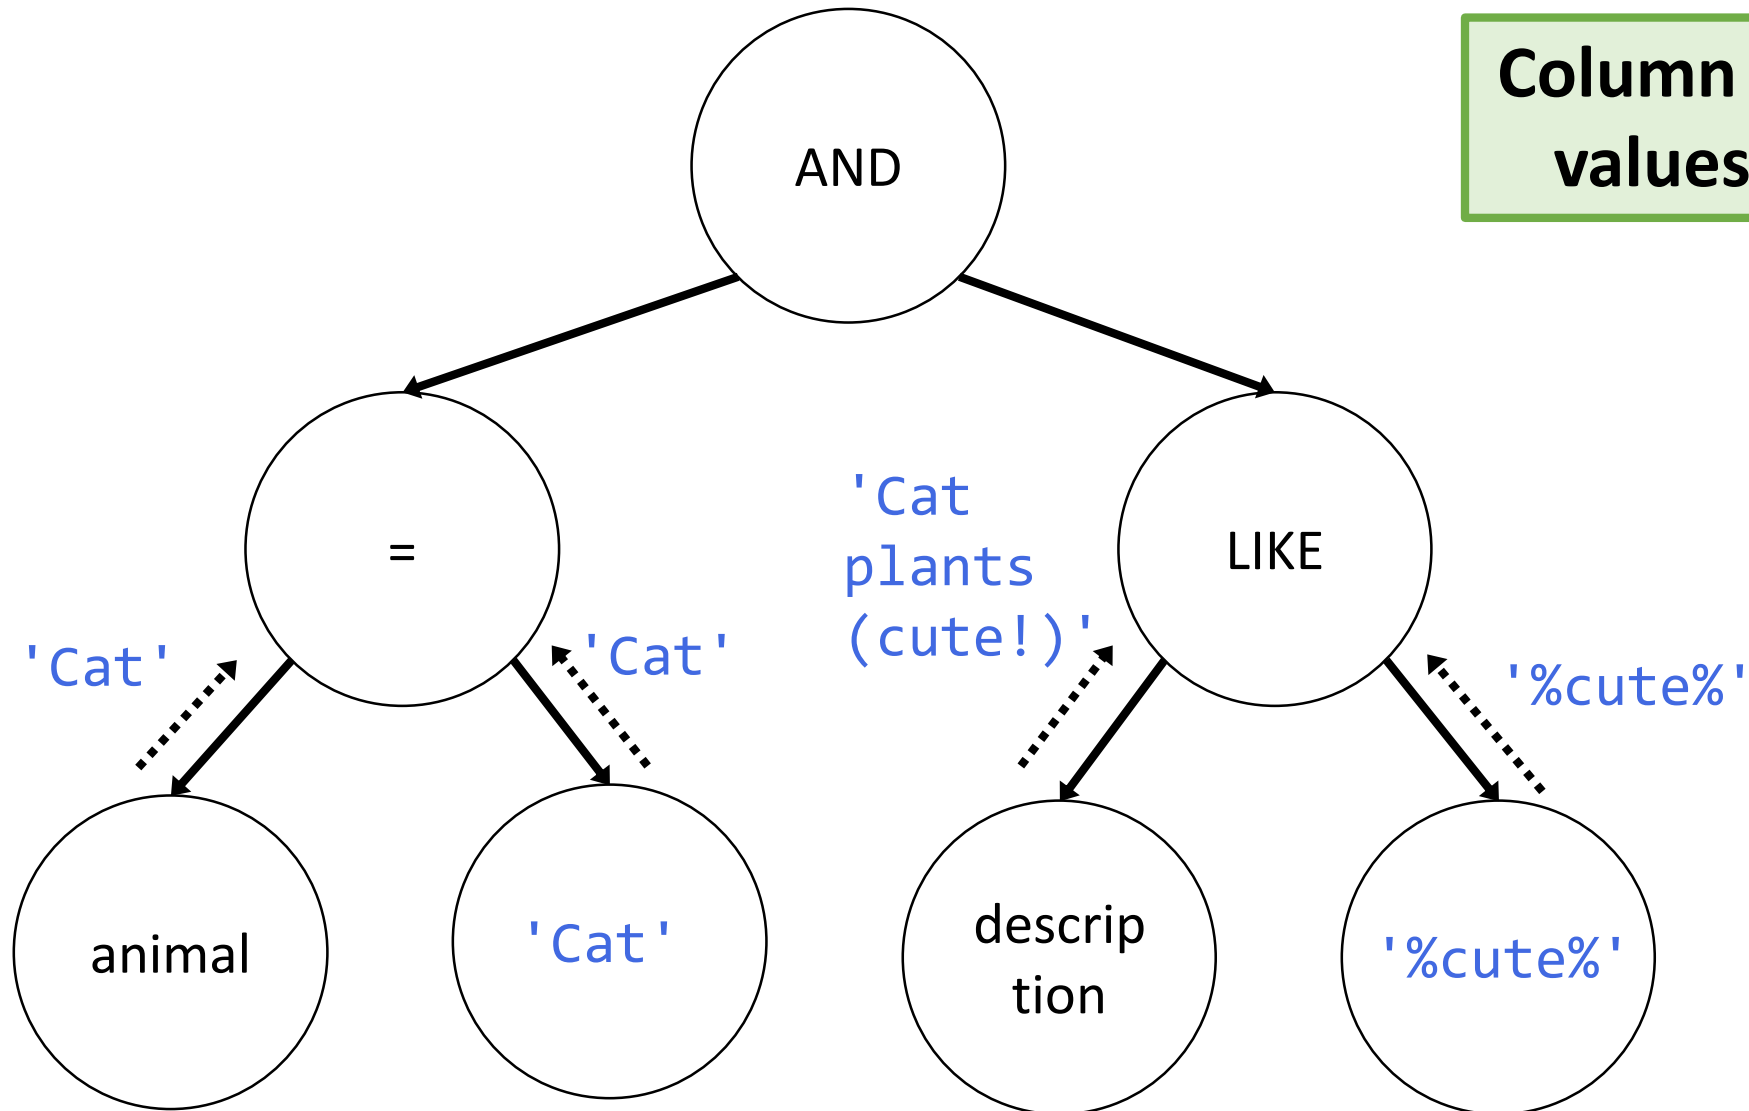 Column
values
AND
=
LIKE
'Cat
plants
(cute!)'
'Cat'
'Cat'
'%cute%'
animal
'Cat'
descrip
tion
'%cute%'